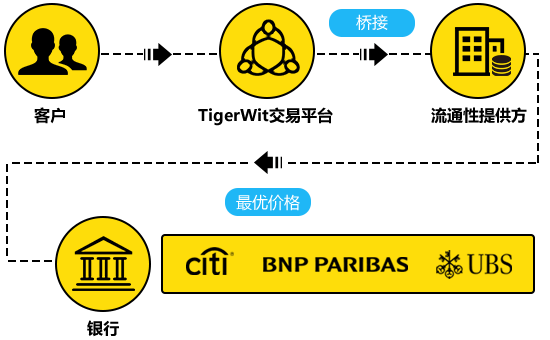 桥接
客户
TigerWit交易平台
流通性提供方
最优价格
citi
BNP PARIBAS
UBS
银行